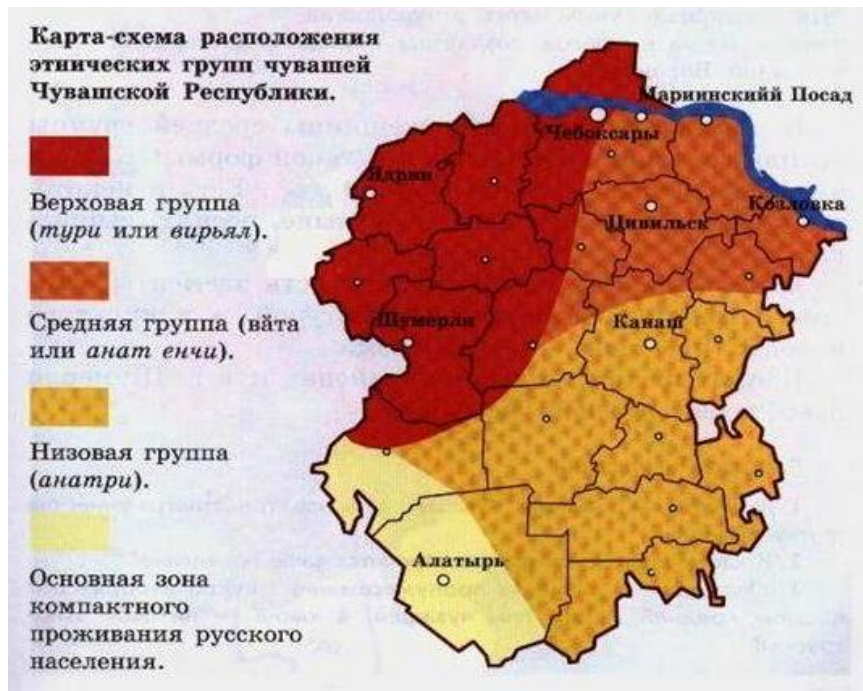 Карта-схема расположения
этнических групп чувашей
Чувашской Республики.
Верховая группа
(тури или вирьял).
Средняя группа (вăта
или анат енчи).
Низовая группа
(анатри).
Основная зона
компактного
проживания русского
населения.
Мариинскийй Посад
Чебоксары
Ядрин
Козловка
Цивильск
Шумерля
Канаш
Алатырь